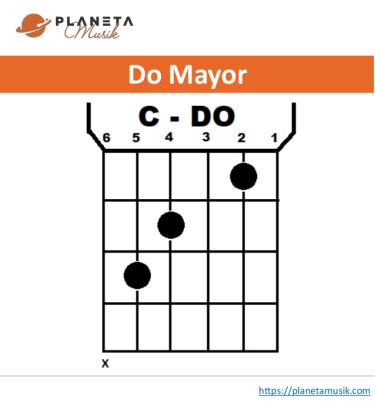 PLANETA
Musik
Do Mayor
C - DO
6 5 4 3 2 1
x
https://planetamusik.com